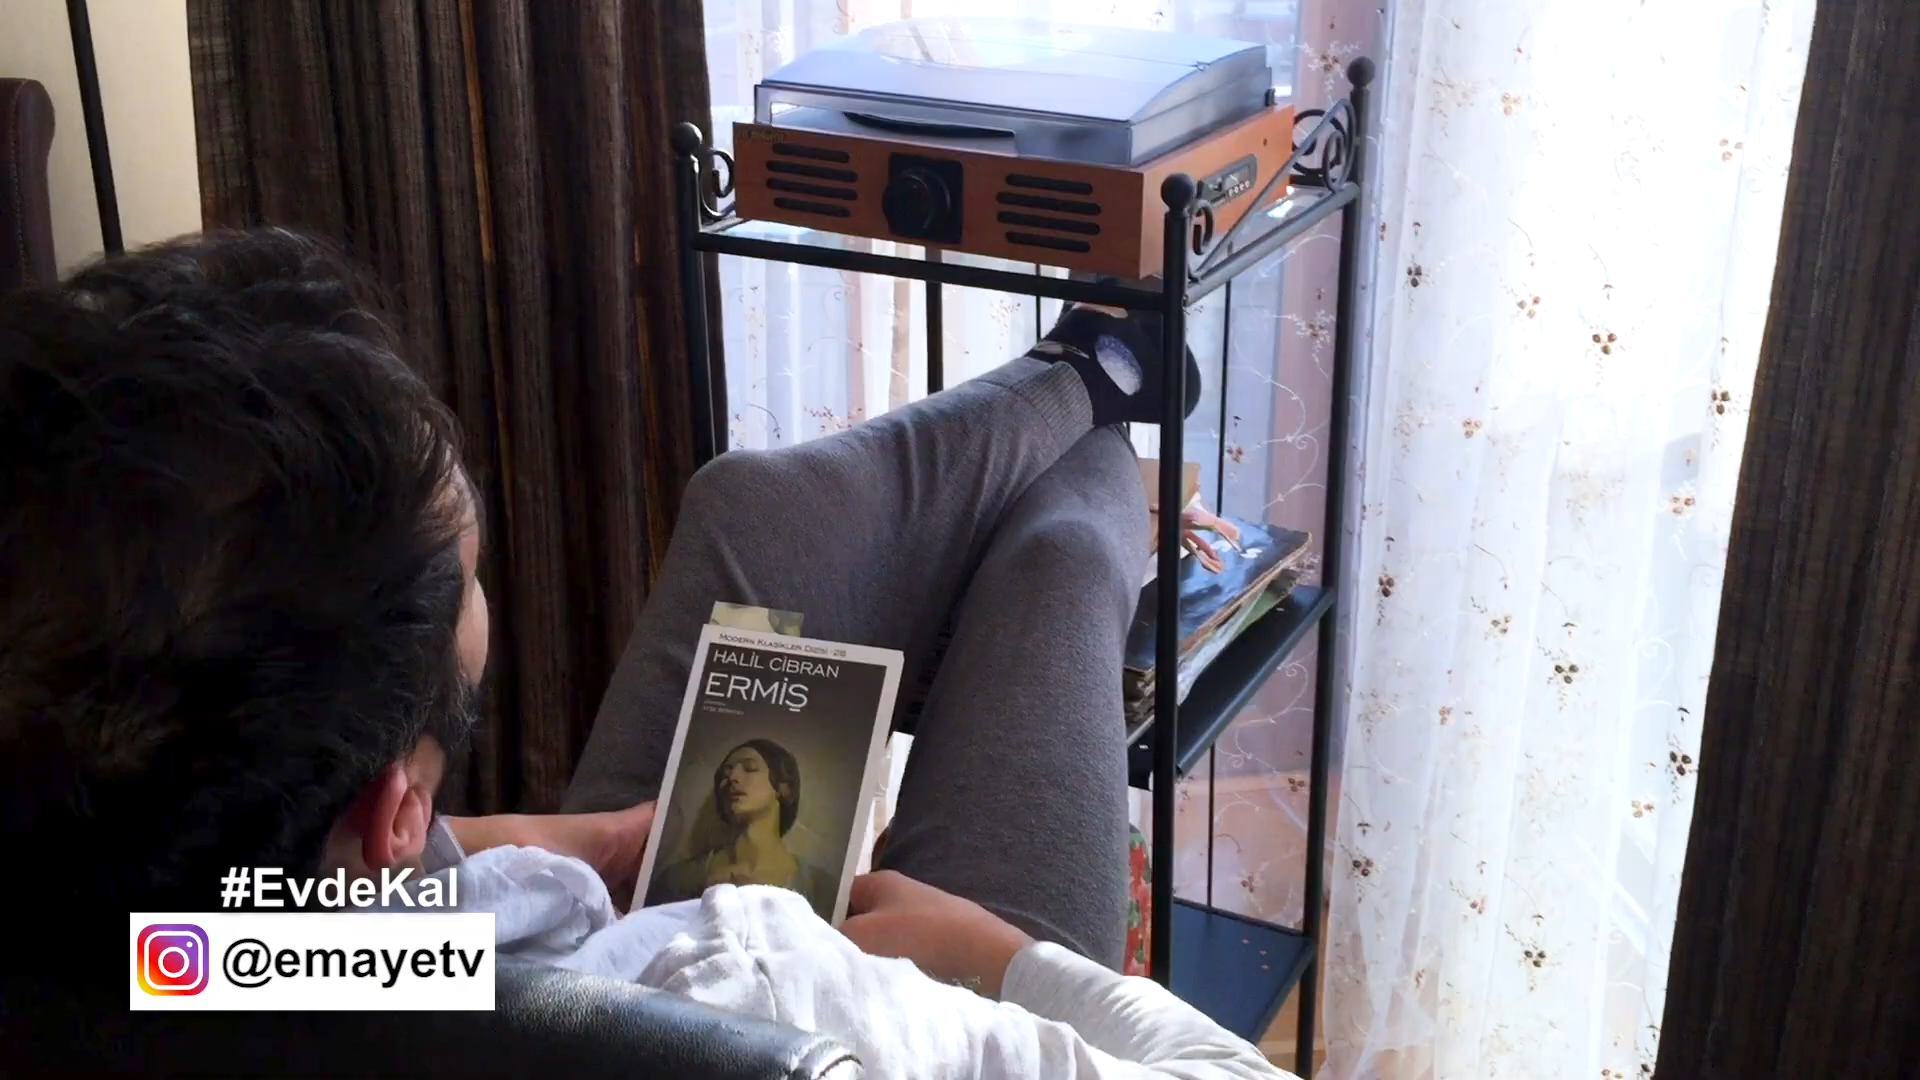 MODERN KLASİKLER DİZİSİ -28
HALİL CİBRAN
ERMİŞ
#EvdeKal
@emayetv